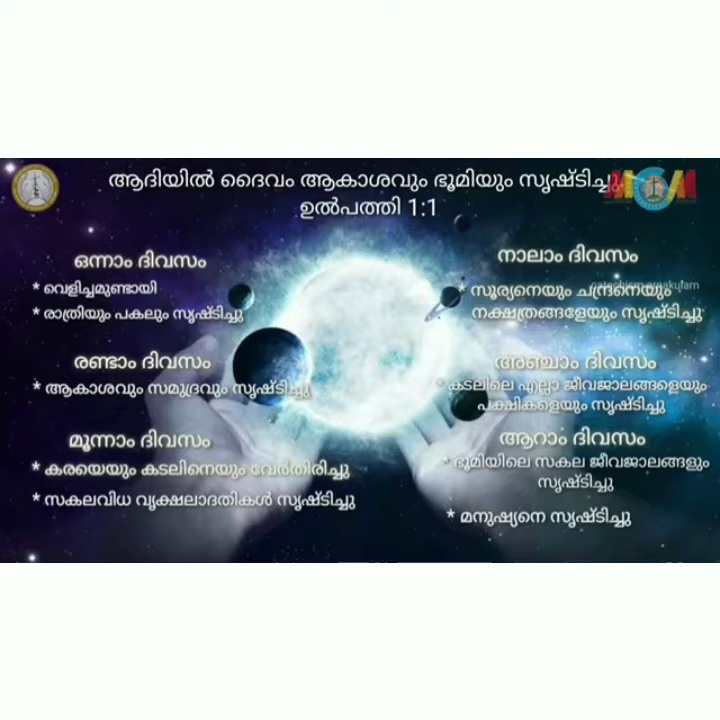 ആദിയിൽ ദൈവം ആകാശവും ഭൂമിയും സൃഷ്ടിച്ചു
ഉൽപത്തി 1:1
ഒന്നാം ദിവസം
* വെളിച്ചമുണ്ടായി
* രാത്രിയും പകലും സൃഷ്ടിച്ചു
രണ്ടാം ദിവസം
* ആകാശവും സമുദ്രവും സൃഷ്ടിച്ചു
മൂന്നാം ദിവസം
* കരയെയും കടലിനെയും വേർതിരിച്ചു
* സകലവിധ വൃക്ഷലാദതികൾ സൃഷ്ടിച്ചു
നാലാം ദിവസം
* സൂര്യനെയും ചന്ദ്രനെയും
നക്ഷത്രങ്ങളേയും സൃഷ്ടിച്ചു
അഞ്ചാം ദിവസം
* കടലിലെ എല്ലാ ജീവജാലങ്ങളെയും
പക്ഷികളെയും സൃഷ്ടിച്ചു
ആറാം ദിവസം
* ഭൂമിയിലെ സകല ജീവജാലങ്ങളും
സൃഷ്ടിച്ചു
* മനുഷ്യനെ സൃഷ്ടിച്ചു